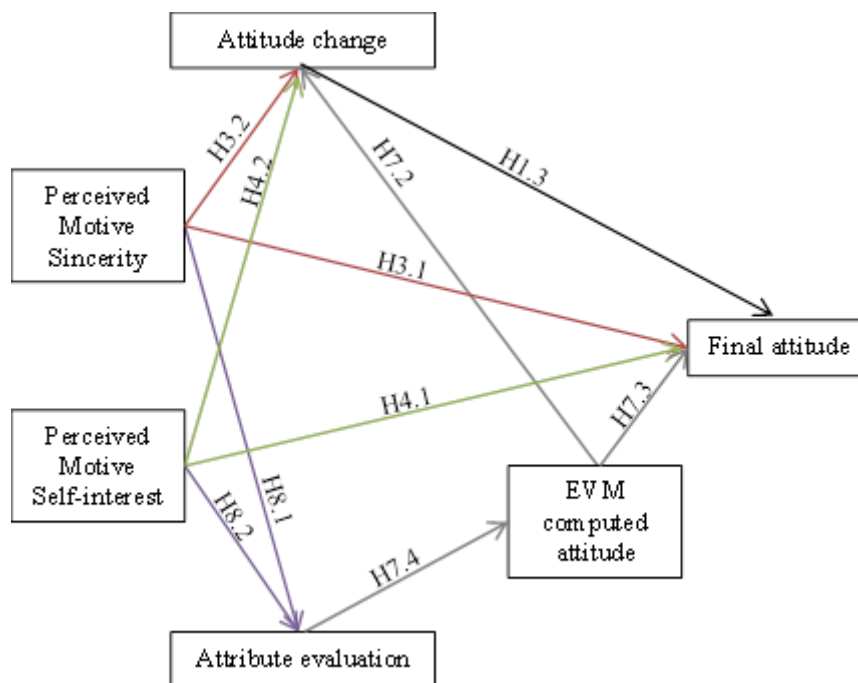 Attitude change
H3.2
H4.2
H7.2
H1.3
Perceived
Motive
Sincerity
H3.1
Final attitude
H4.1
H7.3
Perceived
Motive
Self-interest
H8.2
H8.1
EVM
computed
attitude
H7.4
Attribute evaluation